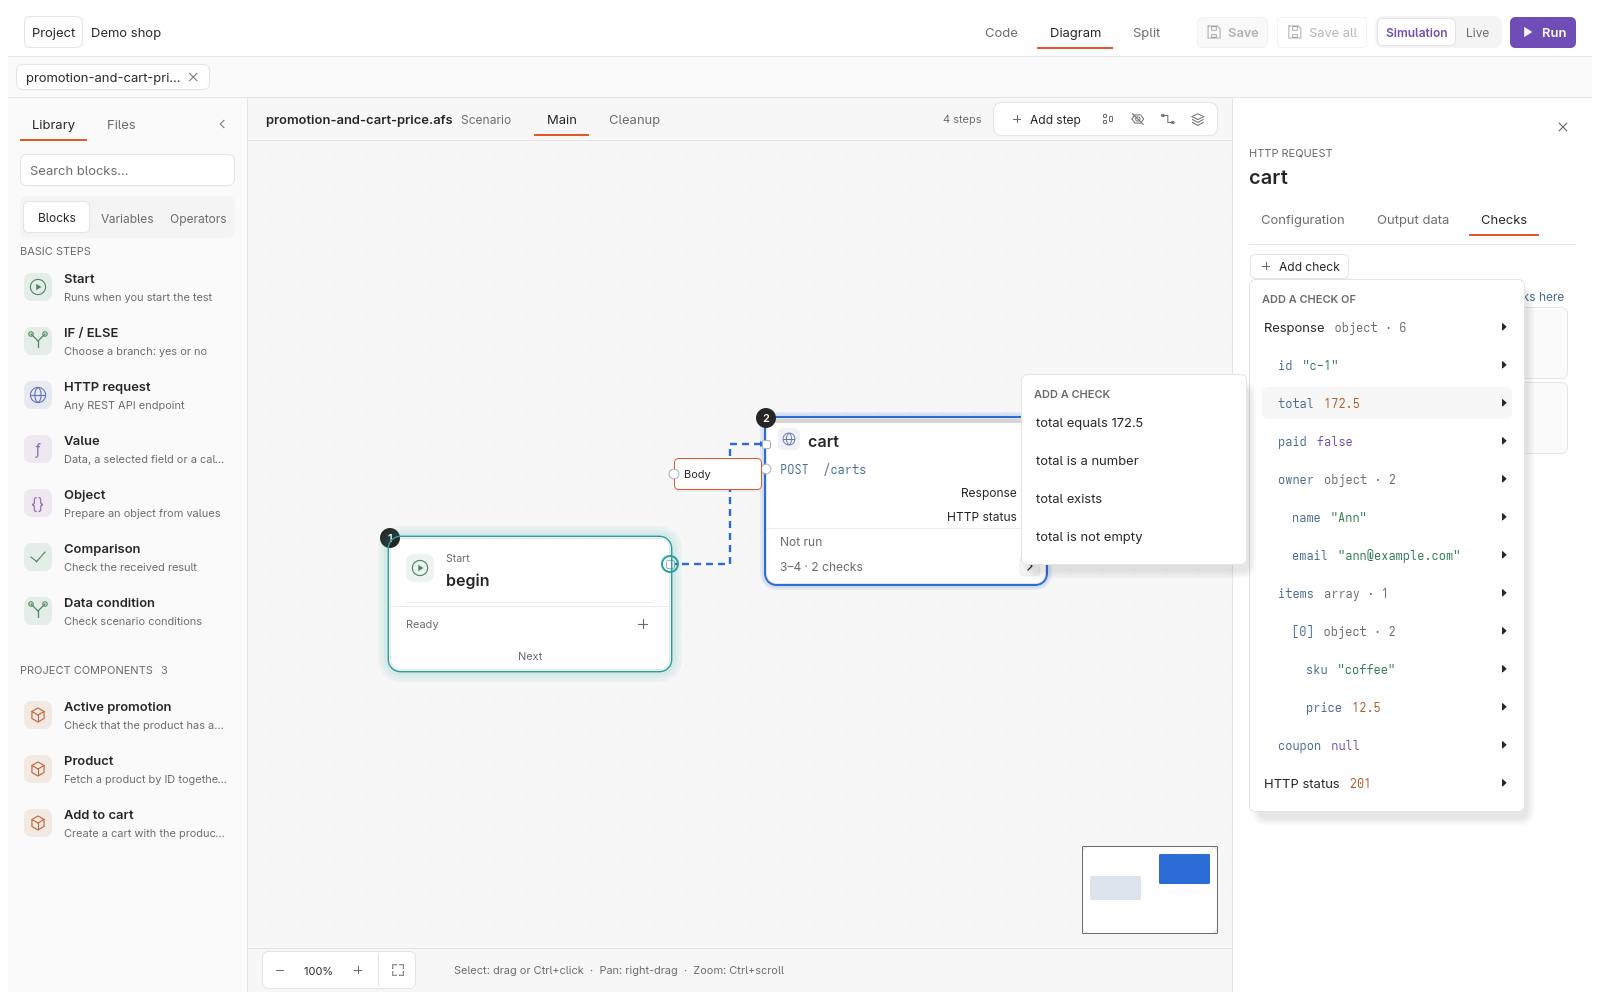 Project Demo shop
Code Diagram Split Save Save all Simulation Live Run
promotion-and-cart-pri...
Library Files
promotion-and-cart-price.afs Scenario Main Cleanup
4 steps Add step
Search blocks...
Blocks Variables Operators
BASIC STEPS
Start
Runs when you start the test
IF / ELSE
Choose a branch: yes or no
HTTP request
Any REST API endpoint
Value
Data, a selected field or a cal...
Object
Prepare an object from values
Comparison
Check the received result
Data condition
Check scenario conditions
PROJECT COMPONENTS 3
Active promotion
Check that the product has a...
Product
Fetch a product by ID togethe...
Add to cart
Create a cart with the produc...
1
Start
begin
Ready
Next
Body
2
cart
POST /carts
Response
HTTP status
Not run
3–4 · 2 checks
ADD A CHECK
total equals 172.5
total is a number
total exists
total is not empty
HTTP REQUEST
cart
Configuration Output data Checks
Add check
ks here
ADD A CHECK OF
Response object · 6
id "c-1"
total 172.5
paid false
owner object · 2
name "Ann"
email "ann@example.com"
items array · 1
[0] object · 2
sku "coffee"
price 12.5
coupon null
HTTP status 201
100%
Select: drag or Ctrl+click · Pan: right-drag · Zoom: Ctrl+scroll